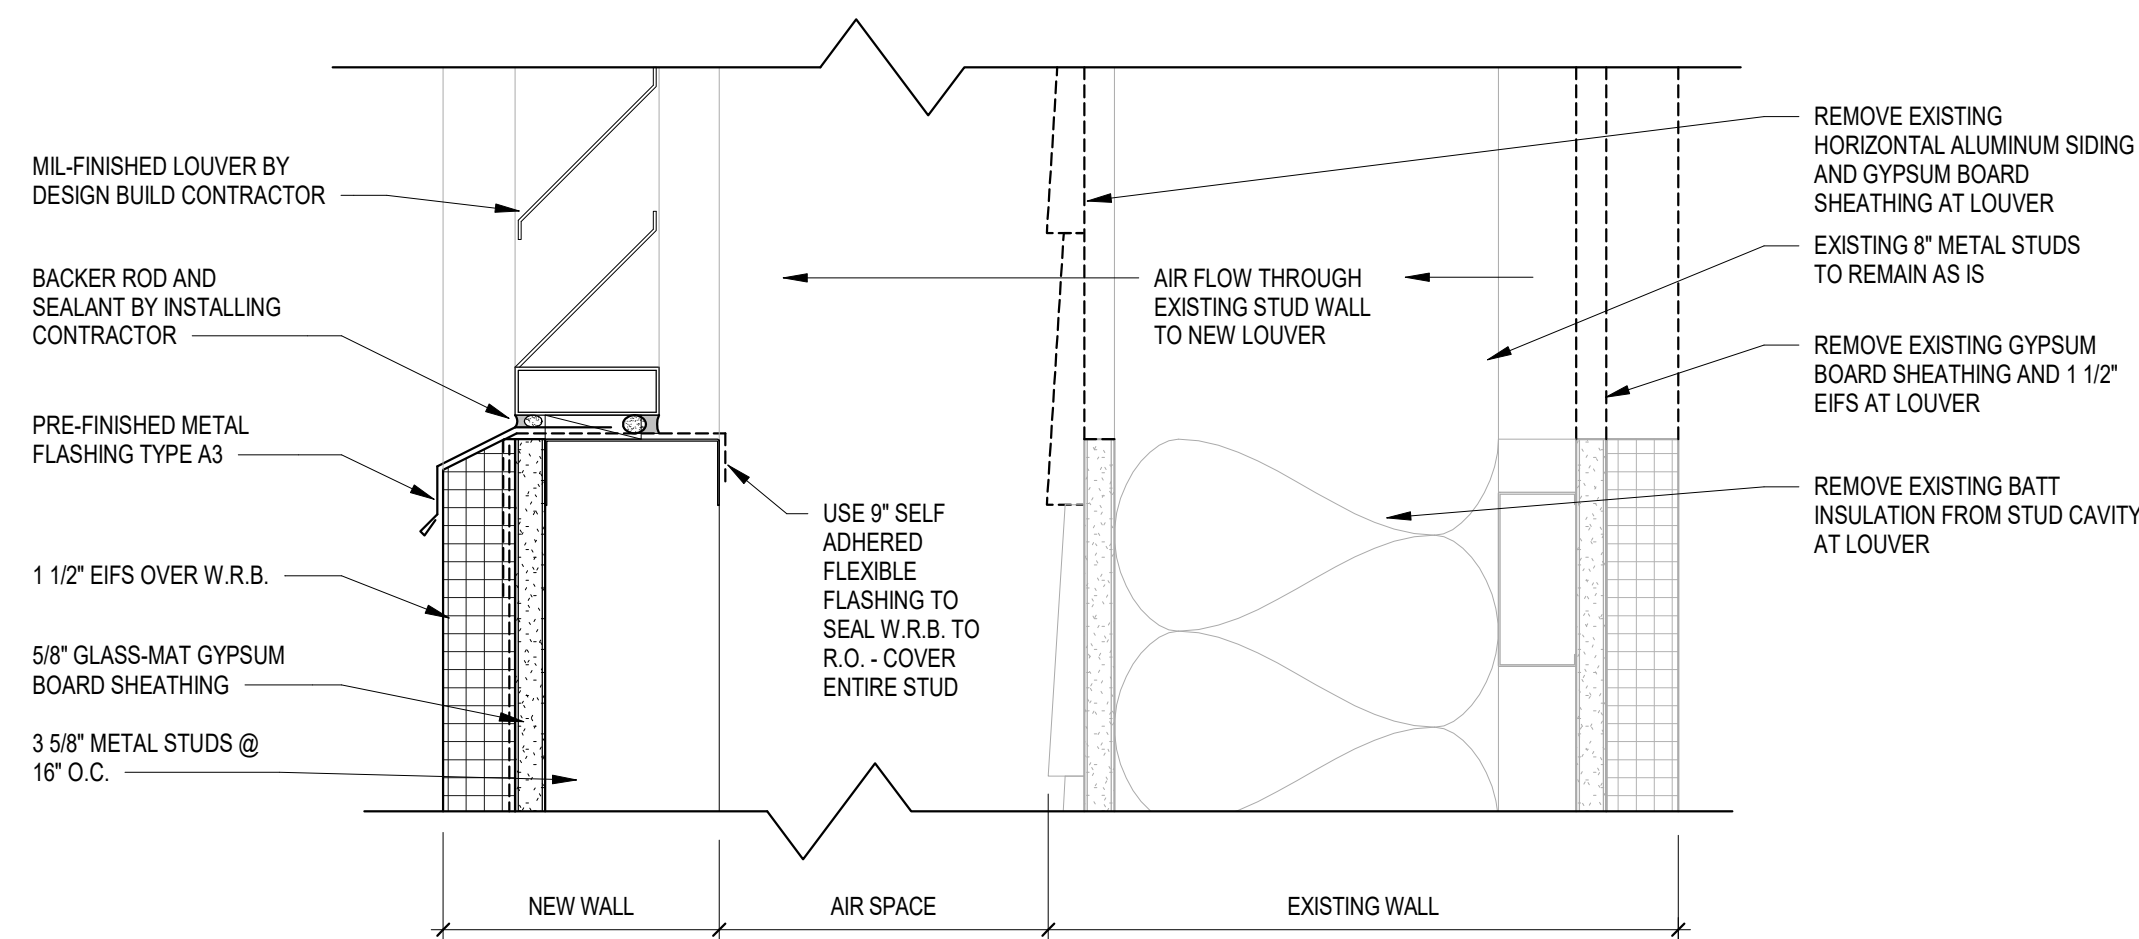 MIL-FINISHED LOUVER BY
DESIGN BUILD CONTRACTOR
BACKER ROD AND
SEALANT BY INSTALLING
CONTRACTOR
PRE-FINISHED METAL
FLASHING TYPE A3
1 1/2" EIFS OVER W.R.B.
5/8" GLASS-MAT GYPSUM
BOARD SHEATHING
3 5/8" METAL STUDS @
16" O.C.
USE 9" SELF
ADHERED
FLEXIBLE
FLASHING TO
SEAL W.R.B. TO
R.O. - COVER
ENTIRE STUD
AIR FLOW THROUGH
EXISTING STUD WALL
TO NEW LOUVER
REMOVE EXISTING
HORIZONTAL ALUMINUM SIDING
AND GYPSUM BOARD
SHEATHING AT LOUVER
EXISTING 8" METAL STUDS
TO REMAIN AS IS
REMOVE EXISTING GYPSUM
BOARD SHEATHING AND 1 1/2"
EIFS AT LOUVER
REMOVE EXISTING BATT
INSULATION FROM STUD CAVITY
AT LOUVER
NEW WALL
AIR SPACE
EXISTING WALL